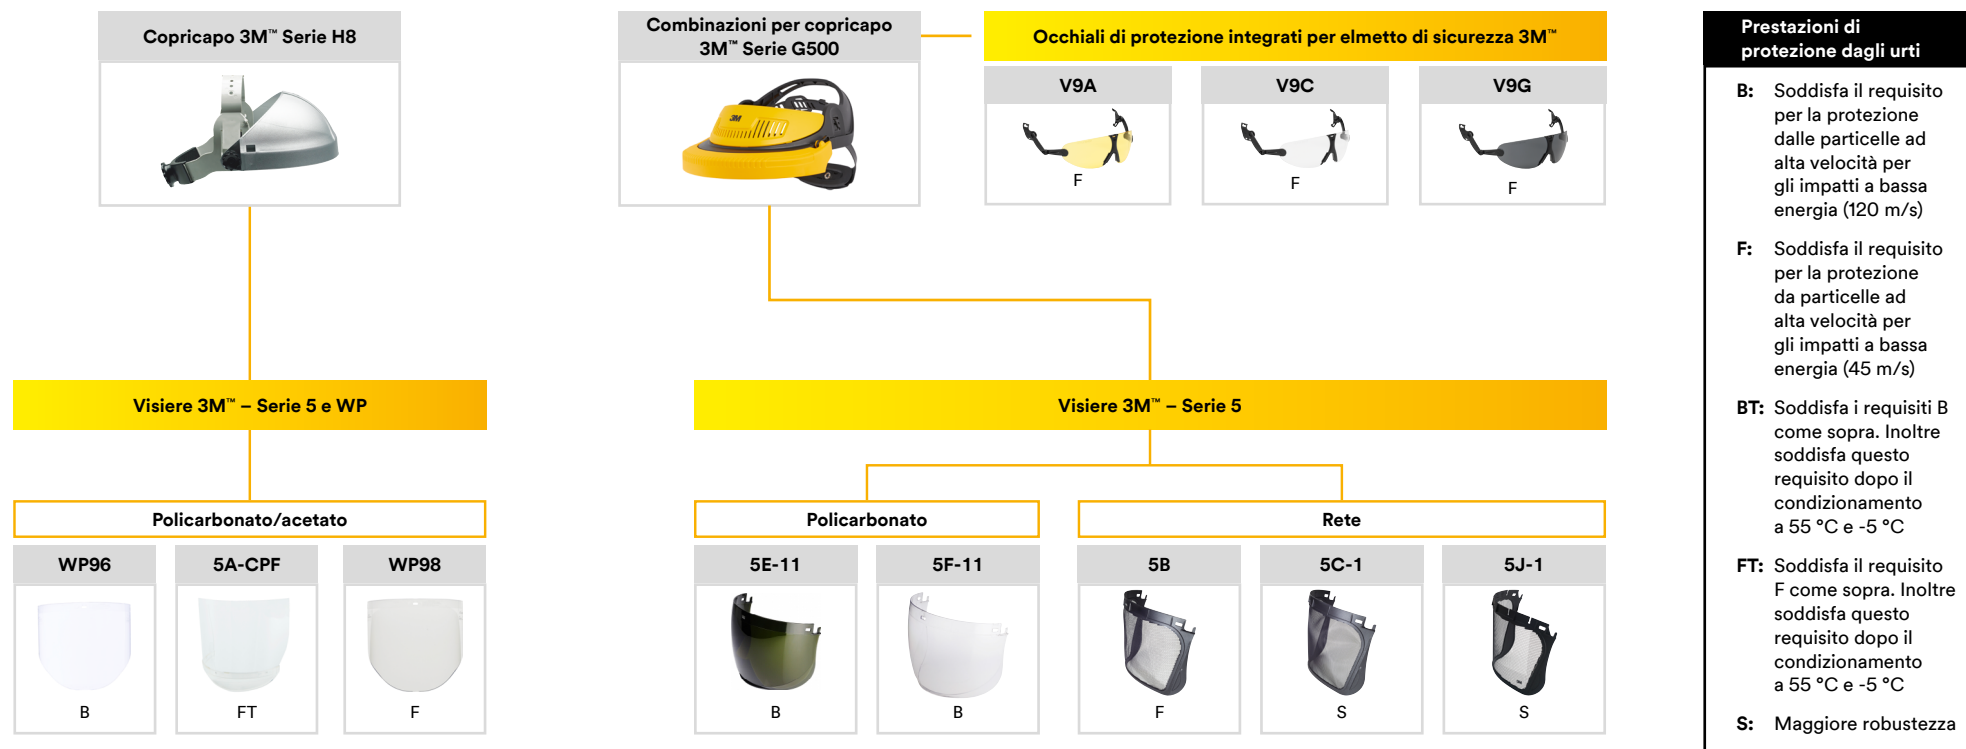 Copricapo 3M™ Serie H8
Combinazioni per copricapo
3M™ Serie G500
3M
Occhiali di protezione integrati per elmetto di sicurezza 3M™
V9A
F
V9C
F
V9G
F
Visiere 3M™ – Serie 5 e WP
Policarbonato/acetato
WP96
B
5A-CPF
FT
WP98
F
Visiere 3M™ – Serie 5
Policarbonato
5E-11
B
5F-11
B
Rete
5B
F
5C-1
S
5J-1
S
Prestazioni di
protezione dagli urti
B: Soddisfa il requisito
per la protezione
dalle particelle ad
alta velocità per
gli impatti a bassa
energia (120 m/s)
F: Soddisfa il requisito
per la protezione
da particelle ad
alta velocità per
gli impatti a bassa
energia (45 m/s)
BT: Soddisfa i requisiti B
come sopra. Inoltre
soddisfa questo
requisito dopo il
condizionamento
a 55 °C e -5 °C
FT: Soddisfa il requisito
F come sopra. Inoltre
soddisfa questo
requisito dopo il
condizionamento
a 55 °C e -5 °C
S: Maggiore robustezza